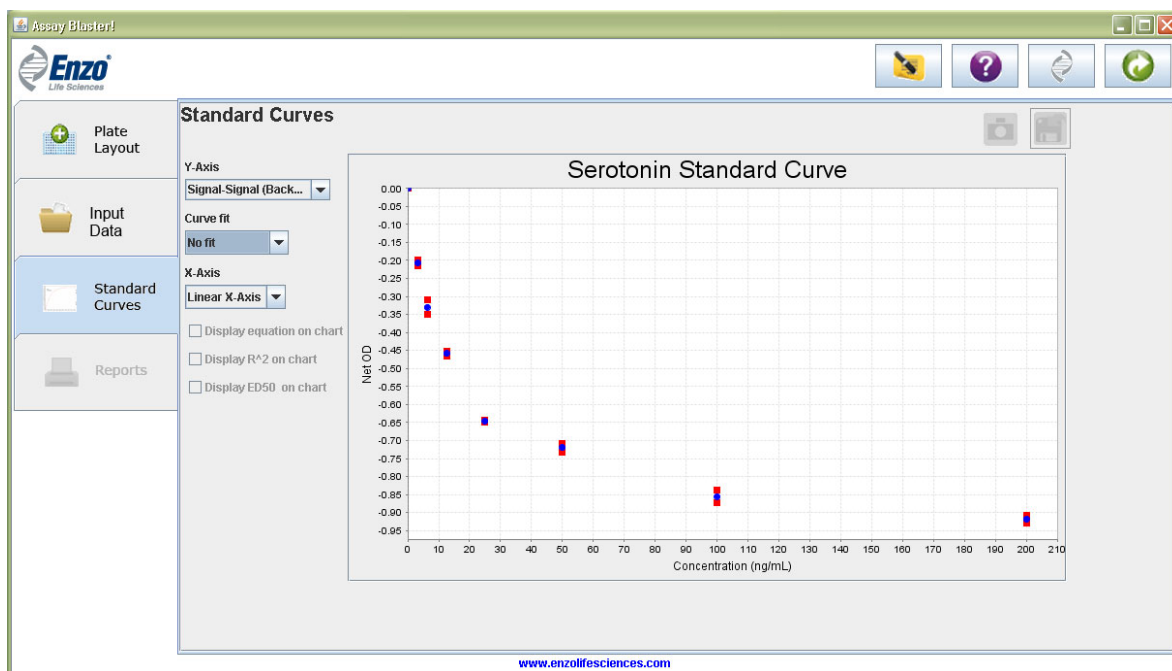 Assay Blaster!
Enzo
Life Sciences
?
Plate
Layout
Input
Data
Standard
Curves
Reports
Standard Curves
Y-Axis
Signal-Signal (Back...
Curve fit
No fit
X-Axis
Linear X-Axis
Display equation on chart
Display R^2 on chart
Display ED50 on chart
Serotonin Standard Curve
Net OD
0.00
-0.05
-0.10
-0.15
-0.20
-0.25
-0.30
-0.35
-0.40
-0.45
-0.50
-0.55
-0.60
-0.65
-0.70
-0.75
-0.80
-0.85
-0.90
-0.95
0 10 20 30 40 50 60 70 80 90 100 110 120 130 140 150 160 170 180 190 200 210
Concentration (ng/mL)
www.enzolifesciences.com